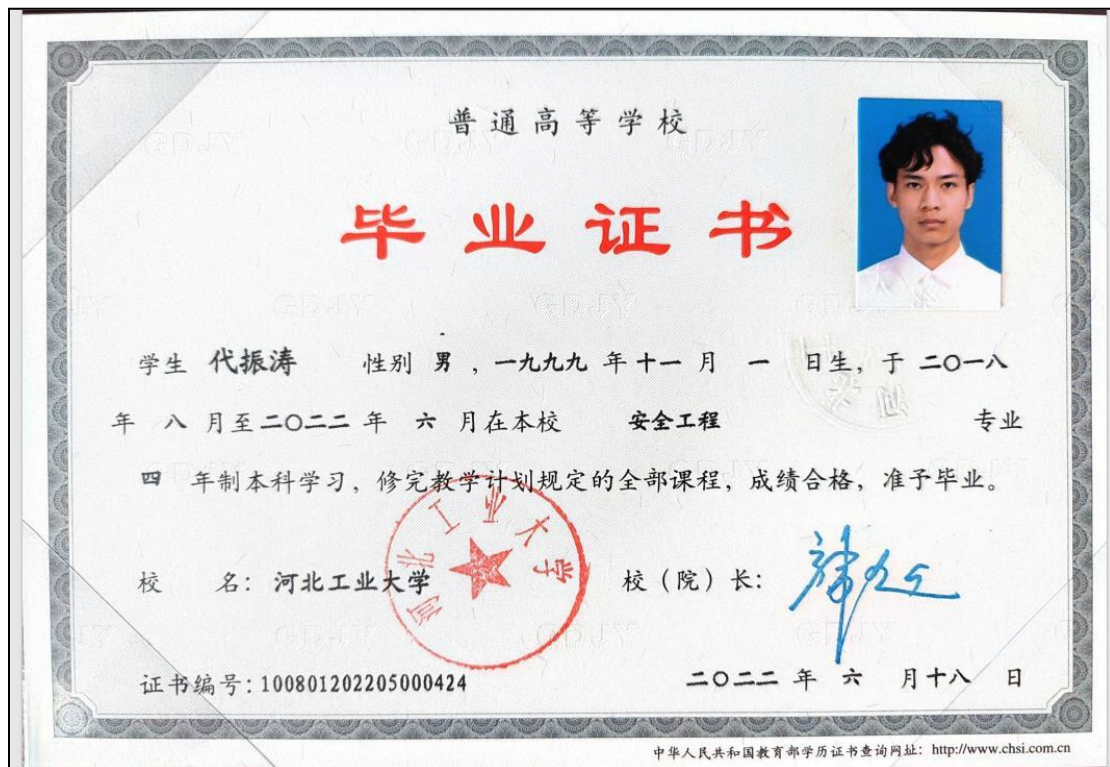 普通高等学校
毕业证书
学生 代振涛 性别 男 ，一九九九 年 十一 月 一 日生，于 二〇一八
年 八 月至 二〇二二 年 六 月在本校 安全工程 专业
四 年制本科学习，修完教学计划规定的全部课程，成绩合格，准予毕业。
河北工业大学
校 名：河北工业大学 校（院）长：
证书编号：100801202205000424 二〇二二 年 六 月 十八 日
中华人民共和国教育部学历证书查询网址：http://www.chsi.com.cn